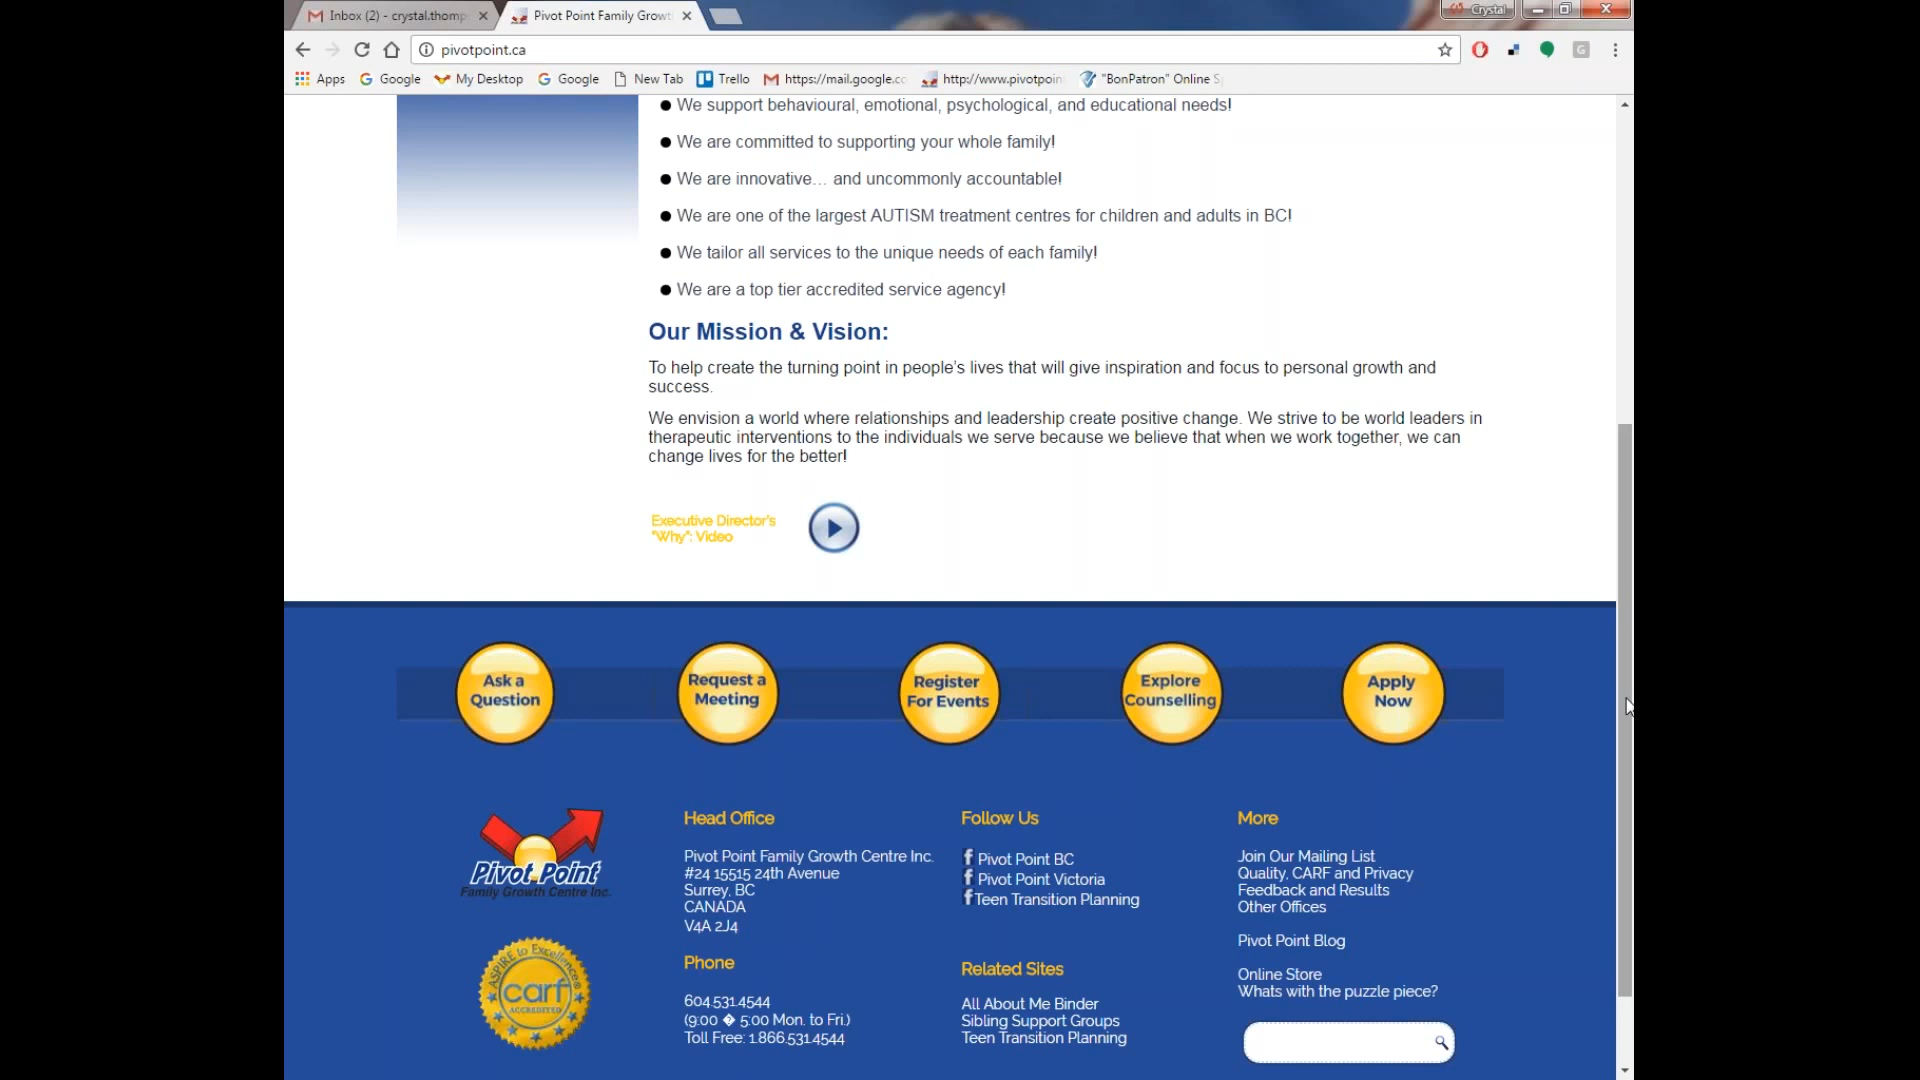 Inbox (2) - crystal.thomp
Pivot Point Family Growt
Crystal
pivotpoint.ca
Apps
Google
My Desktop
Google
New Tab
Trello
https://mail.google.co
http://www.pivotpoin
"BonPatron" Online S
We support behavioural, emotional, psychological, and educational needs!
We are committed to supporting your whole family!
We are innovative… and uncommonly accountable!
We are one of the largest AUTISM treatment centres for children and adults in BC!
We tailor all services to the unique needs of each family!
We are a top tier accredited service agency!
Our Mission & Vision:
To help create the turning point in people's lives that will give inspiration and focus to personal growth and
success.
We envision a world where relationships and leadership create positive change. We strive to be world leaders in
therapeutic interventions to the individuals we serve because we believe that when we work together, we can
change lives for the better!
Executive Director's
"Why": Video
Ask a
Question
Request a
Meeting
Register
For Events
Explore
Counselling
Apply
Now
Pivot Point
Family Growth Centre Inc.
ASPIRE to Excellence®
carf
ACCREDITED
Head Office
Pivot Point Family Growth Centre Inc.
#24 15515 24th Avenue
Surrey, BC
CANADA
V4A 2J4
Phone
604.531.4544
(9:00 � 5:00 Mon. to Fri.)
Toll Free: 1.866.531.4544
Follow Us
Pivot Point BC
Pivot Point Victoria
Teen Transition Planning
Related Sites
All About Me Binder
Sibling Support Groups
Teen Transition Planning
More
Join Our Mailing List
Quality, CARF and Privacy
Feedback and Results
Other Offices
Pivot Point Blog
Online Store
Whats with the puzzle piece?